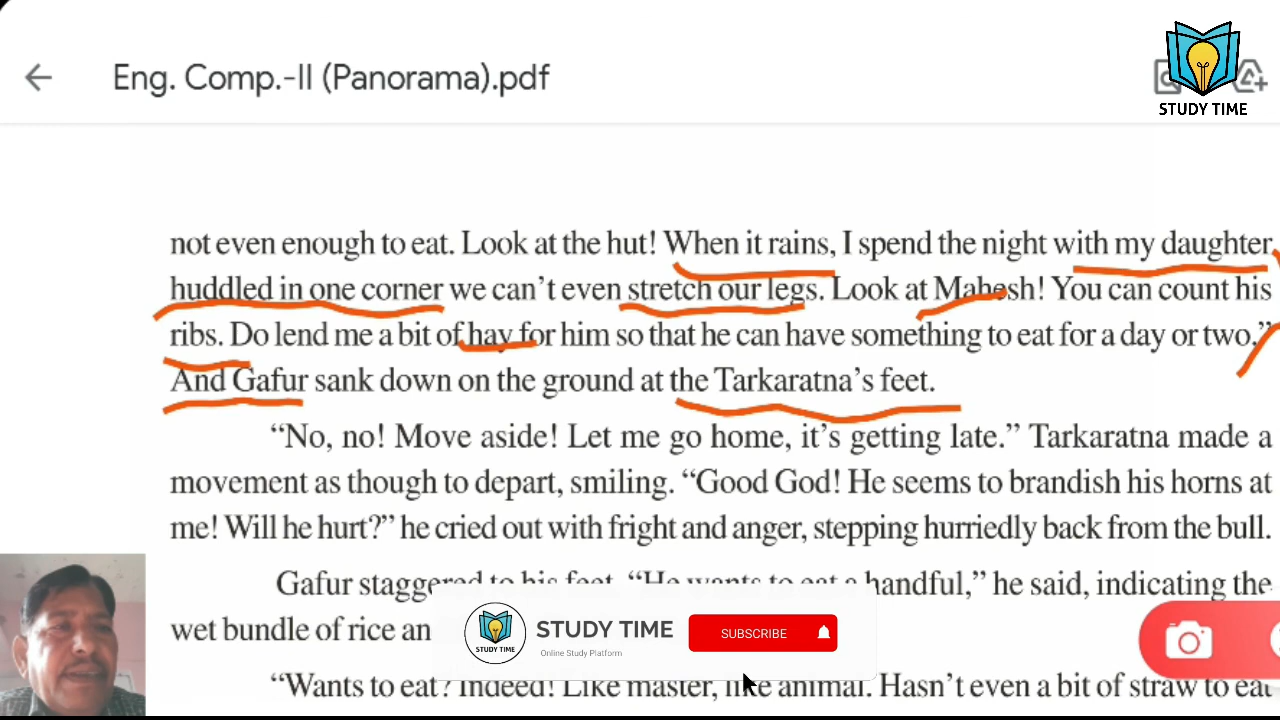 Eng. Comp.-II (Panorama).pdf
STUDY TIME
not even enough to eat. Look at the hut! When it rains, I spend the night with my daughter
huddled in one corner we can't even stretch our legs. Look at Mahesh! You can count his
ribs. Do lend me a bit of hay for him so that he can have something to eat for a day or two."
And Gafur sank down on the ground at the Tarkaratna's feet.
"No, no! Move aside! Let me go home, it's getting late." Tarkaratna made a
movement as though to depart, smiling. "Good God! He seems to brandish his horns at
me! Will he hurt?" he cried out with fright and anger, stepping hurriedly back from the bull.
Gafur staggered to his feet. "He wants to eat a handful," he said, indicating the
wet bundle of rice an
STUDY TIME
STUDY TIME
Online Study Platform
SUBSCRIBE
"Wants to eat? Indeed! Like master, like animal. Hasn't even a bit of straw to eat